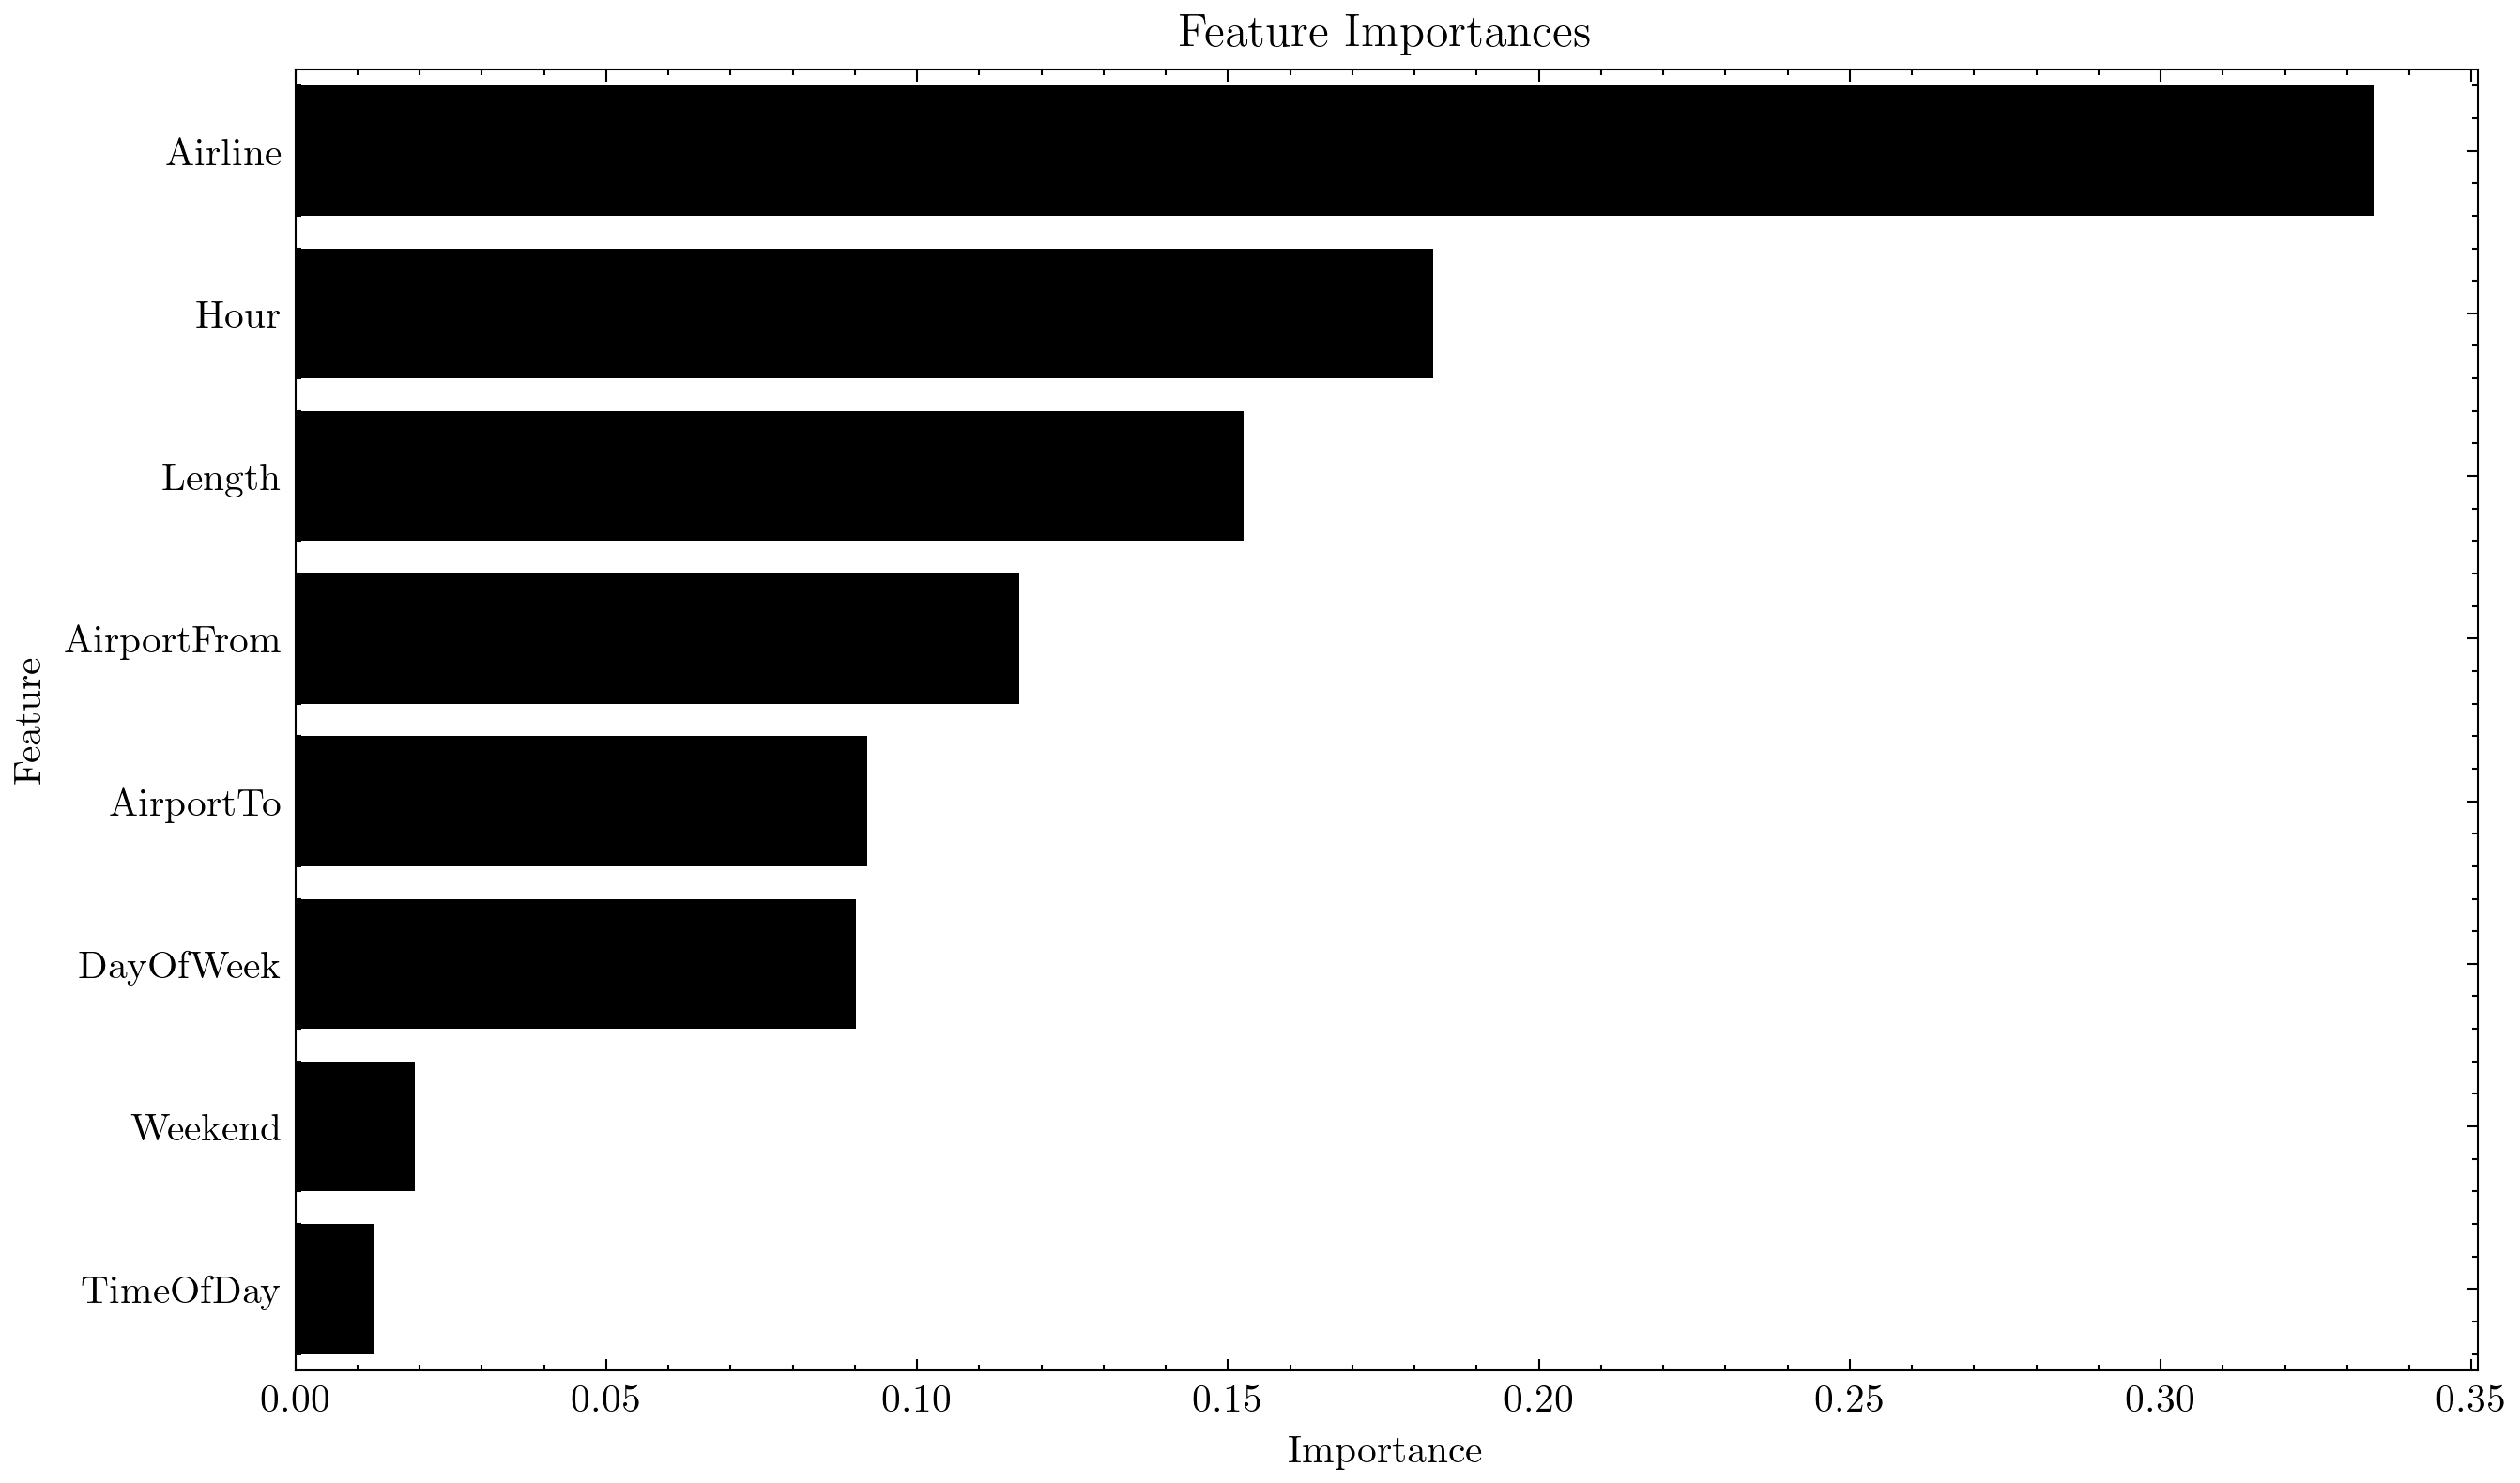 Feature Importances
Airline
Hour
Length
AirportFrom
AirportTo
DayOfWeek
Weekend
TimeOfDay
Feature
0.00 0.05 0.10 0.15 0.20 0.25 0.30 0.35
Importance